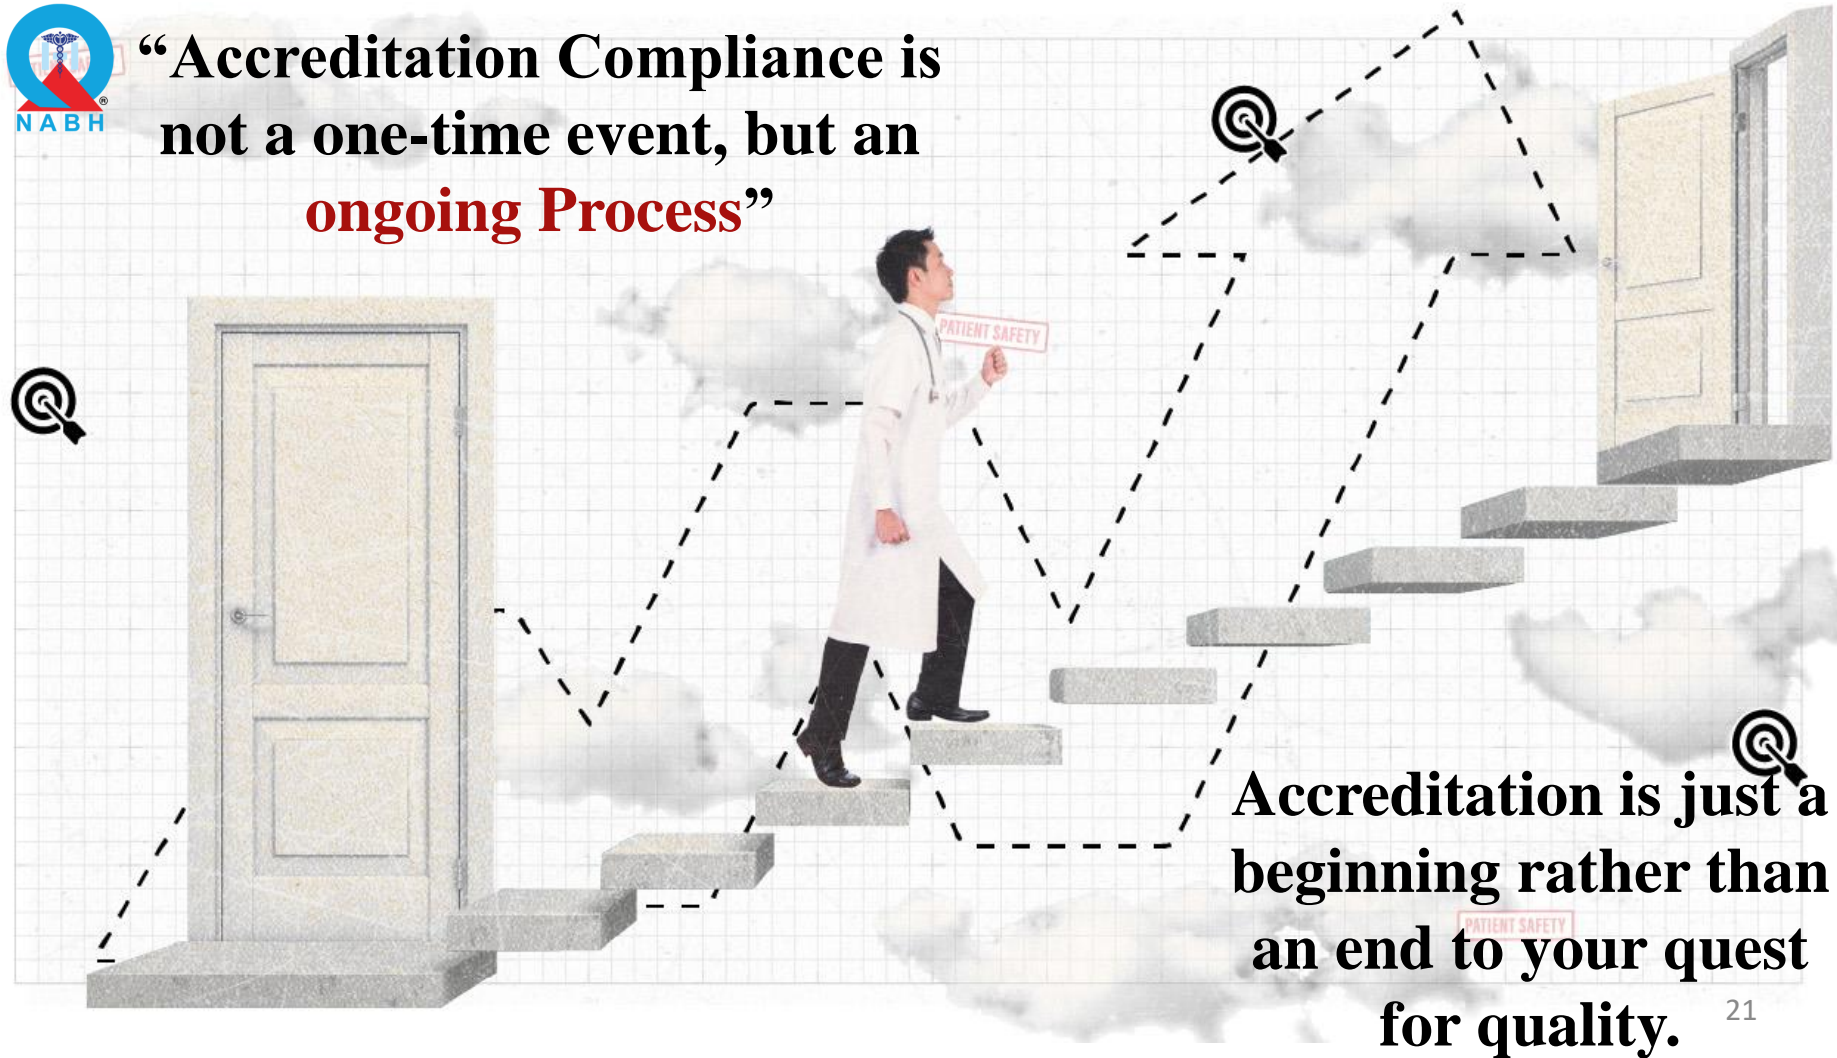 NABH
“Accreditation Compliance is
not a one-time event, but an
ongoing Process”
PATIENT SAFETY
Accreditation is just a
beginning rather than
PATIENT SAFETY
an end to your quest
for quality.
21